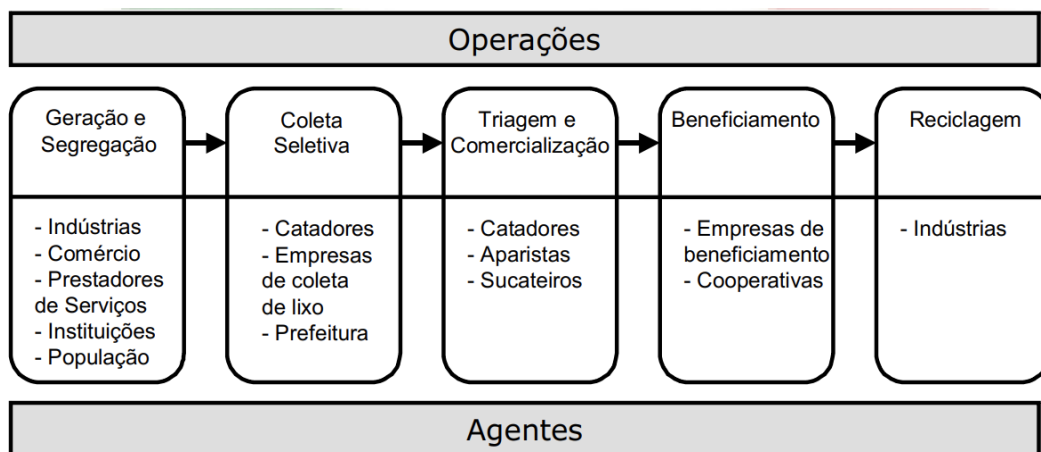 Operações
Geração e
Segregação
Coleta
Seletiva
Triagem e
Comercialização
Beneficiamento
Reciclagem
- Indústrias
- Comércio
- Prestadores
de Serviços
- Instituições
- População
- Catadores
- Empresas
de coleta
de lixo
- Prefeitura
- Catadores
- Aparistas
- Sucateiros
- Empresas de
beneficiamento
- Cooperativas
- Indústrias
Agentes